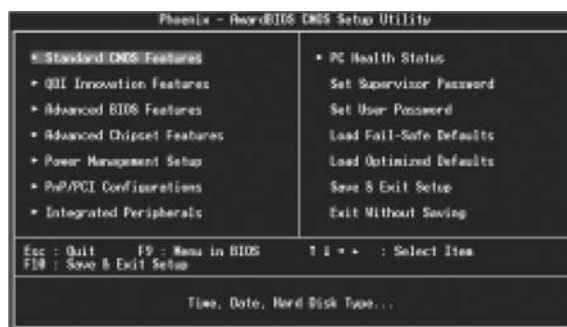 Phoenix - AwardBIOS CMOS Setup Utility
▸ Standard CMOS Features
▸ QDI Innovation Features
▸ Advanced BIOS Features
▸ Advanced Chipset Features
▸ Power Management Setup
▸ PnP/PCI Configurations
▸ Integrated Peripherals
▸ PC Health Status
Set Supervisor Password
Set User Password
Load Fail-Safe Defaults
Load Optimized Defaults
Save & Exit Setup
Exit Without Saving
Esc : Quit F9 : Menu in BIOS ↑ ↓ → ← : Select Item
F10 : Save & Exit Setup
Time, Date, Hard Disk Type...